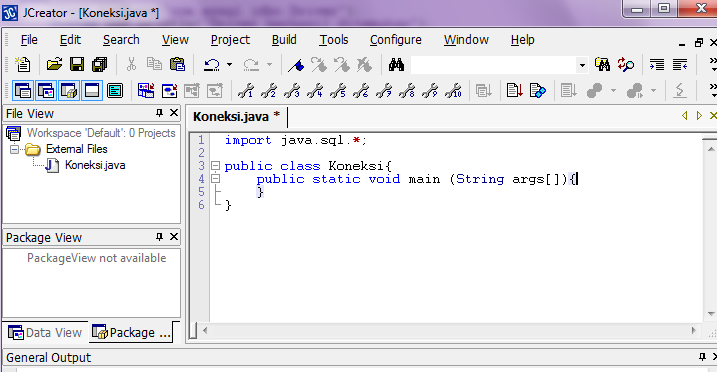 JCreator - [Koneksi.java *]
File Edit Search View Project Build Tools Configure Window Help
File View
Workspace 'Default': 0 Projects
External Files
Koneksi.java
Package View
PackageView not available
Data View Package ...
Koneksi.java *
1 import java.sql.*;
2
3 public class Koneksi{
4 public static void main (String args[]){
5 }
6 }
General Output